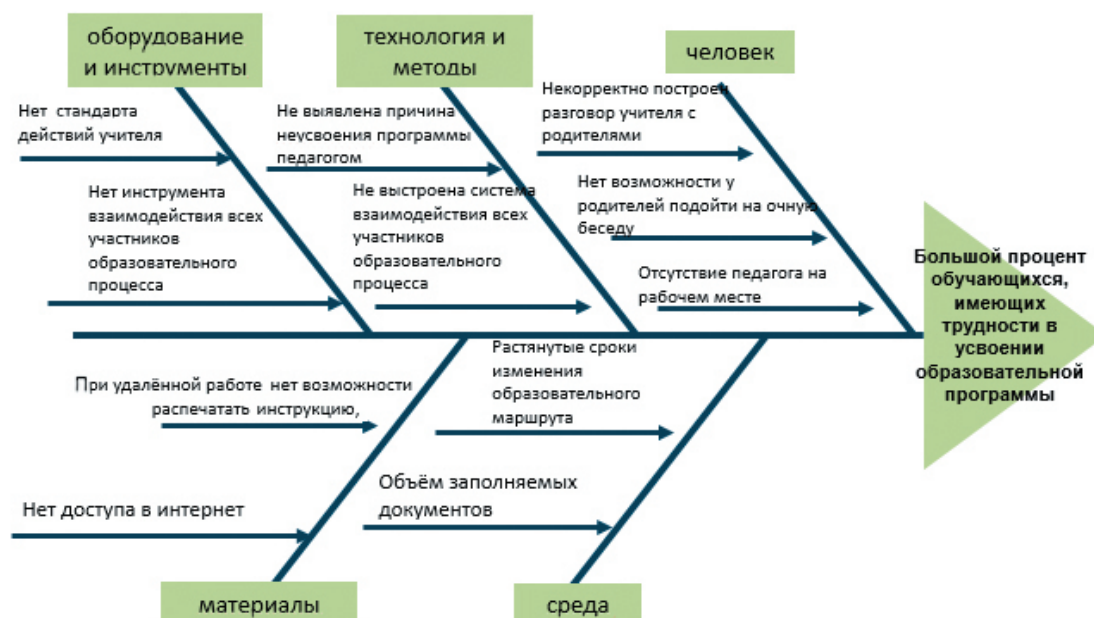 оборудование
и инструменты
технология и
методы
человек
Нет стандарта
действий учителя
Не выявлена причина
неусвоения программы
педагогом
Некорректно построен
разговор учителя с
родителями
Нет инструмента
взаимодействия всех
участников
образовательного
процесса
Не выстроена система
взаимодействия всех
участников
образовательного
процесса
Нет возможности у
родителей подойти на очную
беседу
Отсутствие педагога на
рабочем месте
Большой процент
обучающихся,
имеющих
трудности в
усвоении
образовательной
программы
При удалённой работе нет возможности
распечатать инструкцию,
Растянутые сроки
изменения
образовательного
маршрута
Нет доступа в интернет
Объём заполняемых
документов
материалы
среда